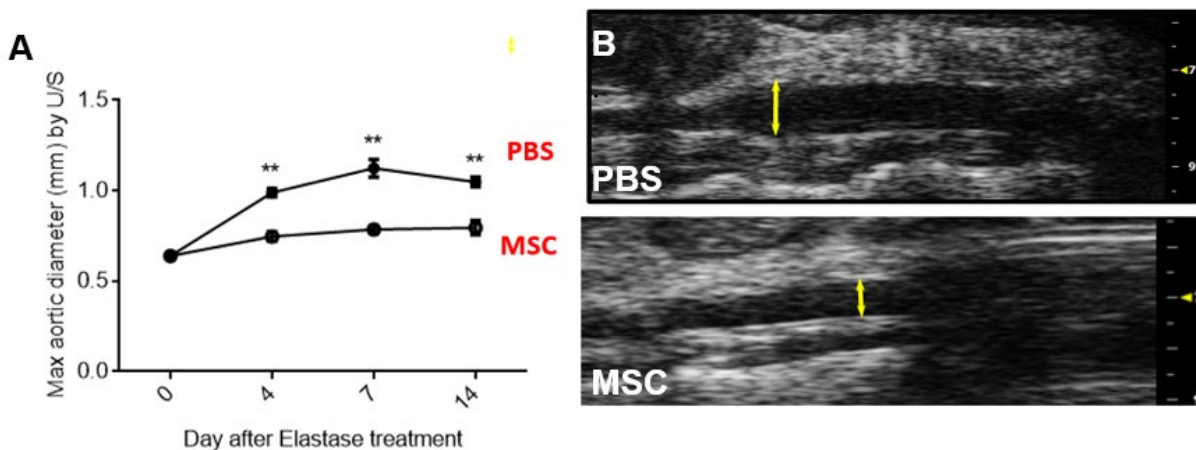 A
Max aortic diameter (mm) by U/S
1.5
1.0
0.5
0.0
**
**
**
PBS
MSC
0
4
7
14
Day after Elastase treatment
B
7
9
PBS
MSC